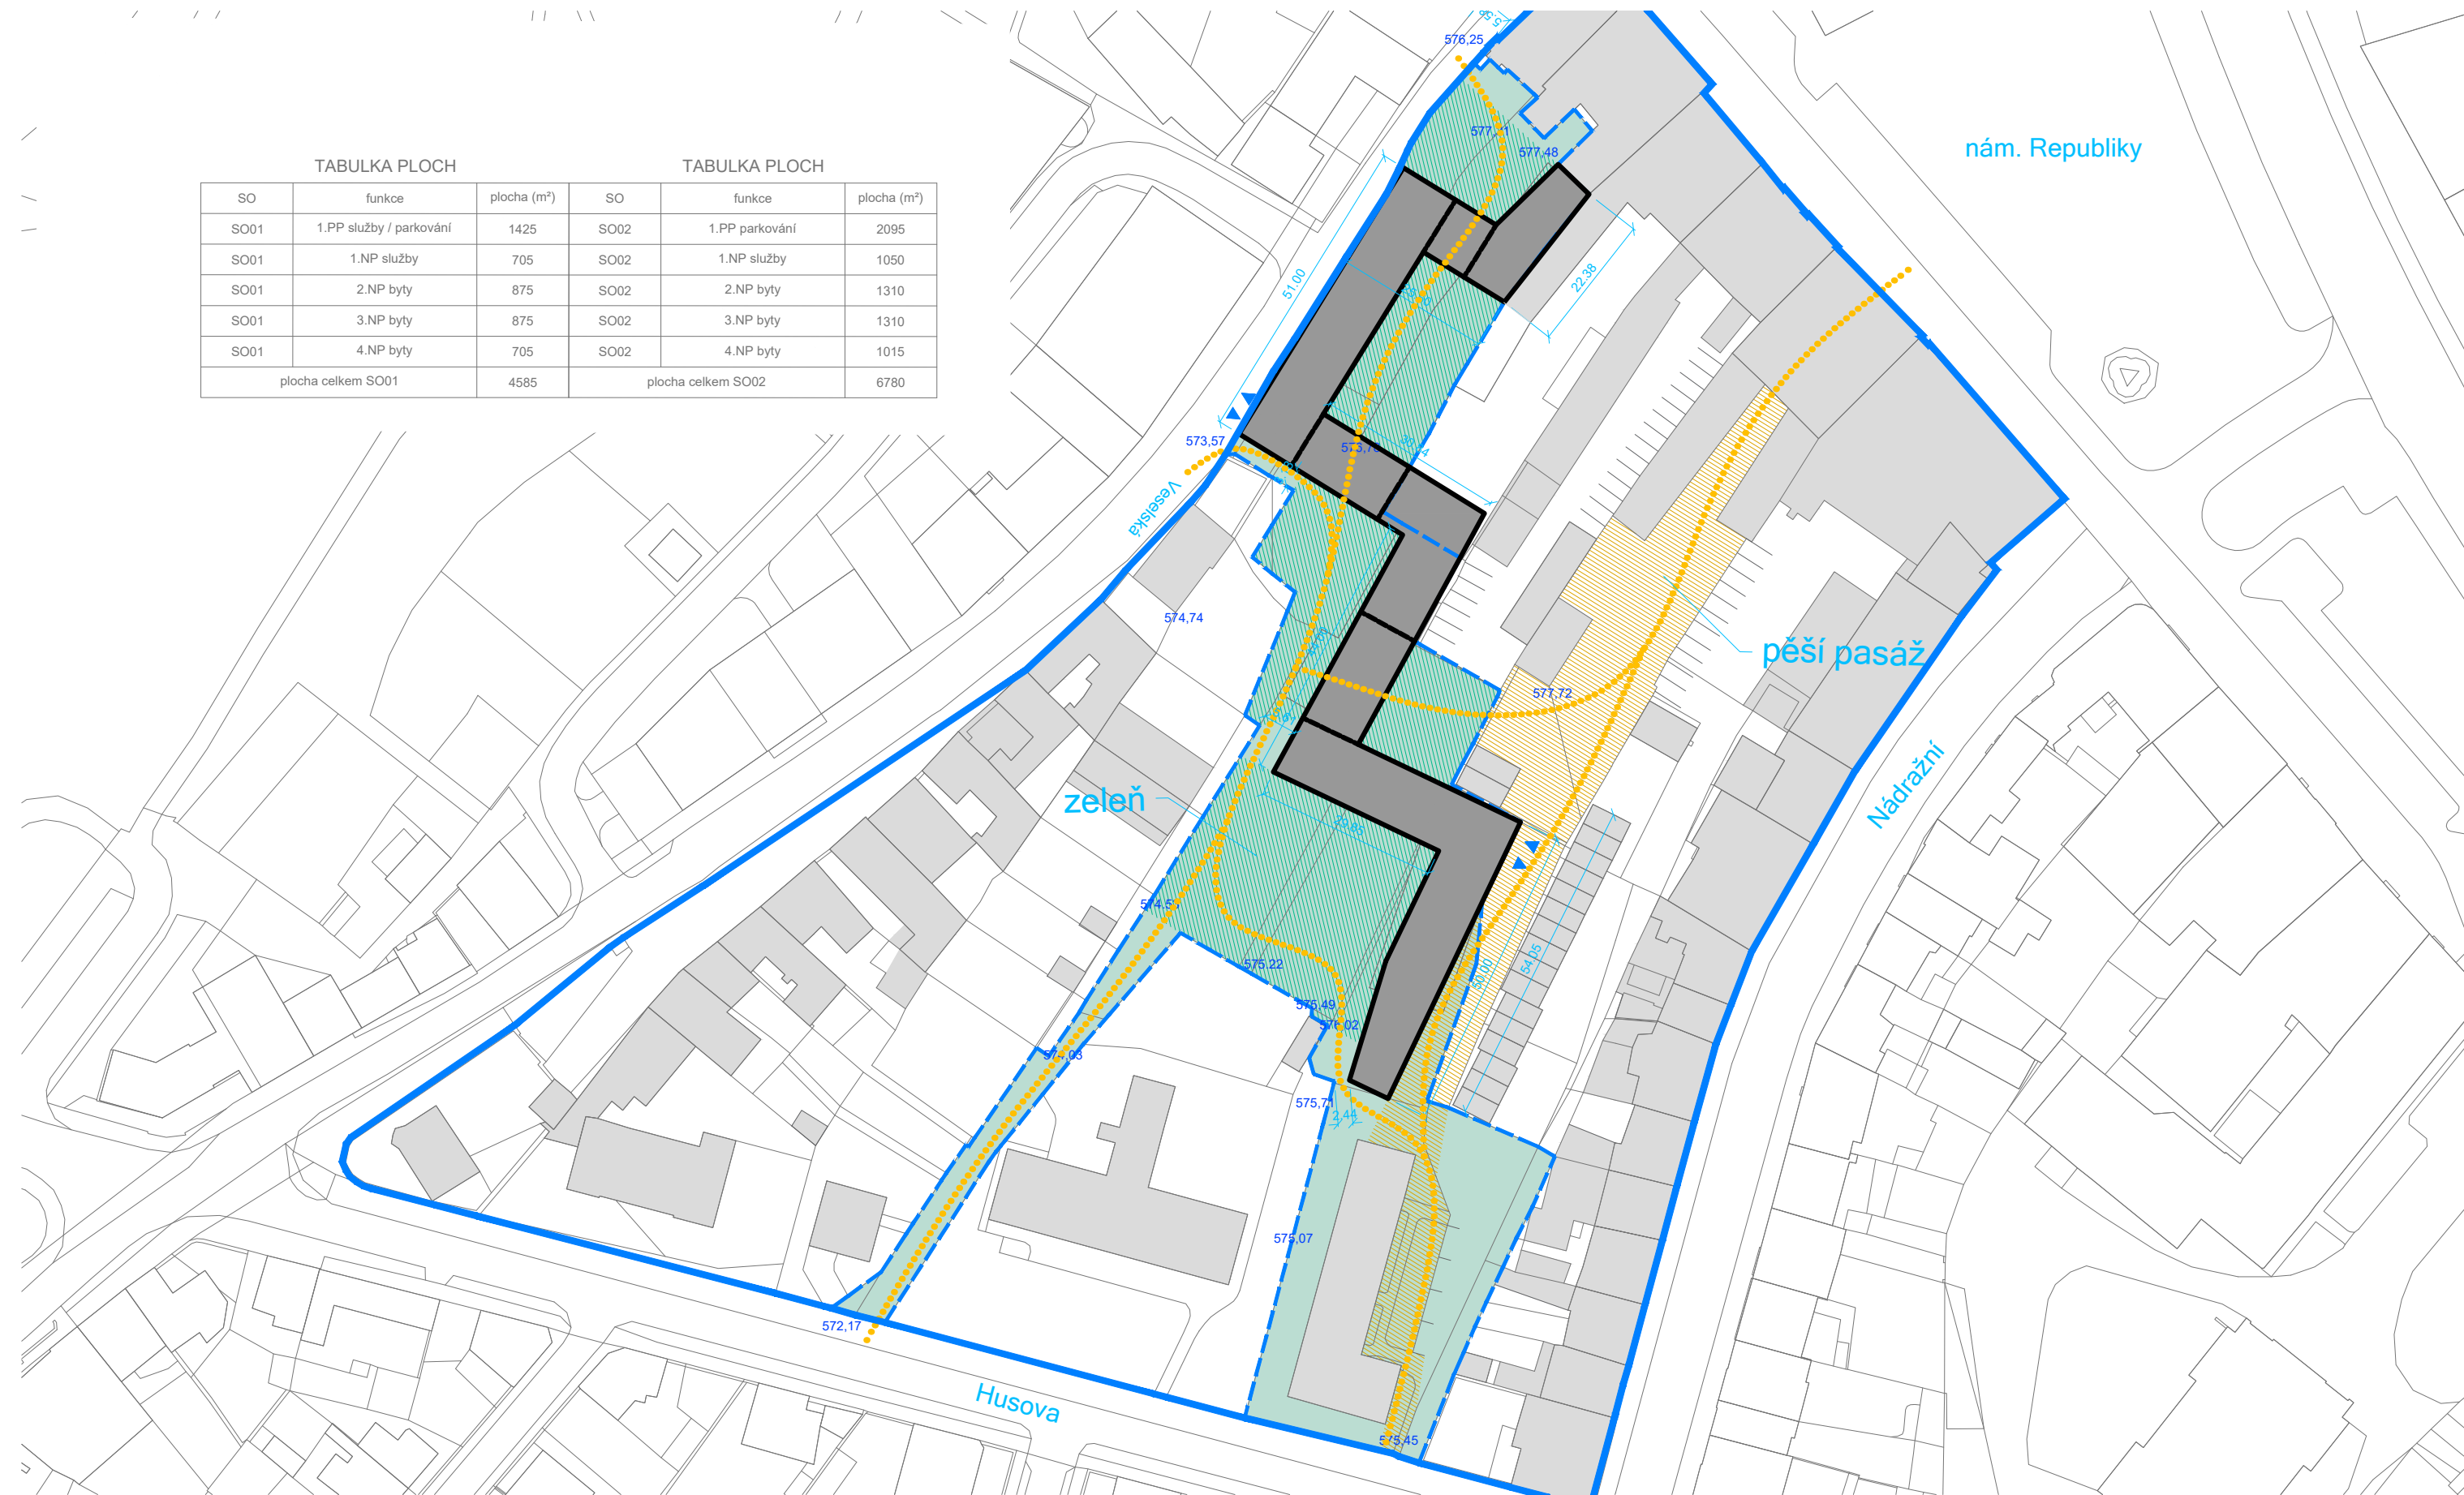 TABULKA PLOCH
TABULKA PLOCH
SO funkce plocha (m²) SO funkce plocha (m²)
SO01 1.PP služby / parkování 1425 SO02 1.PP parkování 2095
SO01 1.NP služby 705 SO02 1.NP služby 1050
SO01 2.NP byty 875 SO02 2.NP byty 1310
SO01 3.NP byty 875 SO02 3.NP byty 1310
SO01 4.NP byty 705 SO02 4.NP byty 1015
plocha celkem SO01 4585 plocha celkem SO02 6780
576,25
577,48
nám. Republiky
22.38
51.00
573,57
Veselská
574,74
pěší pasáž
577,72
Nádražní
zeleň
29.85
54.05
50.00
575.22
575,49
575,71
2.44
575,07
572,17
Husova
575,45